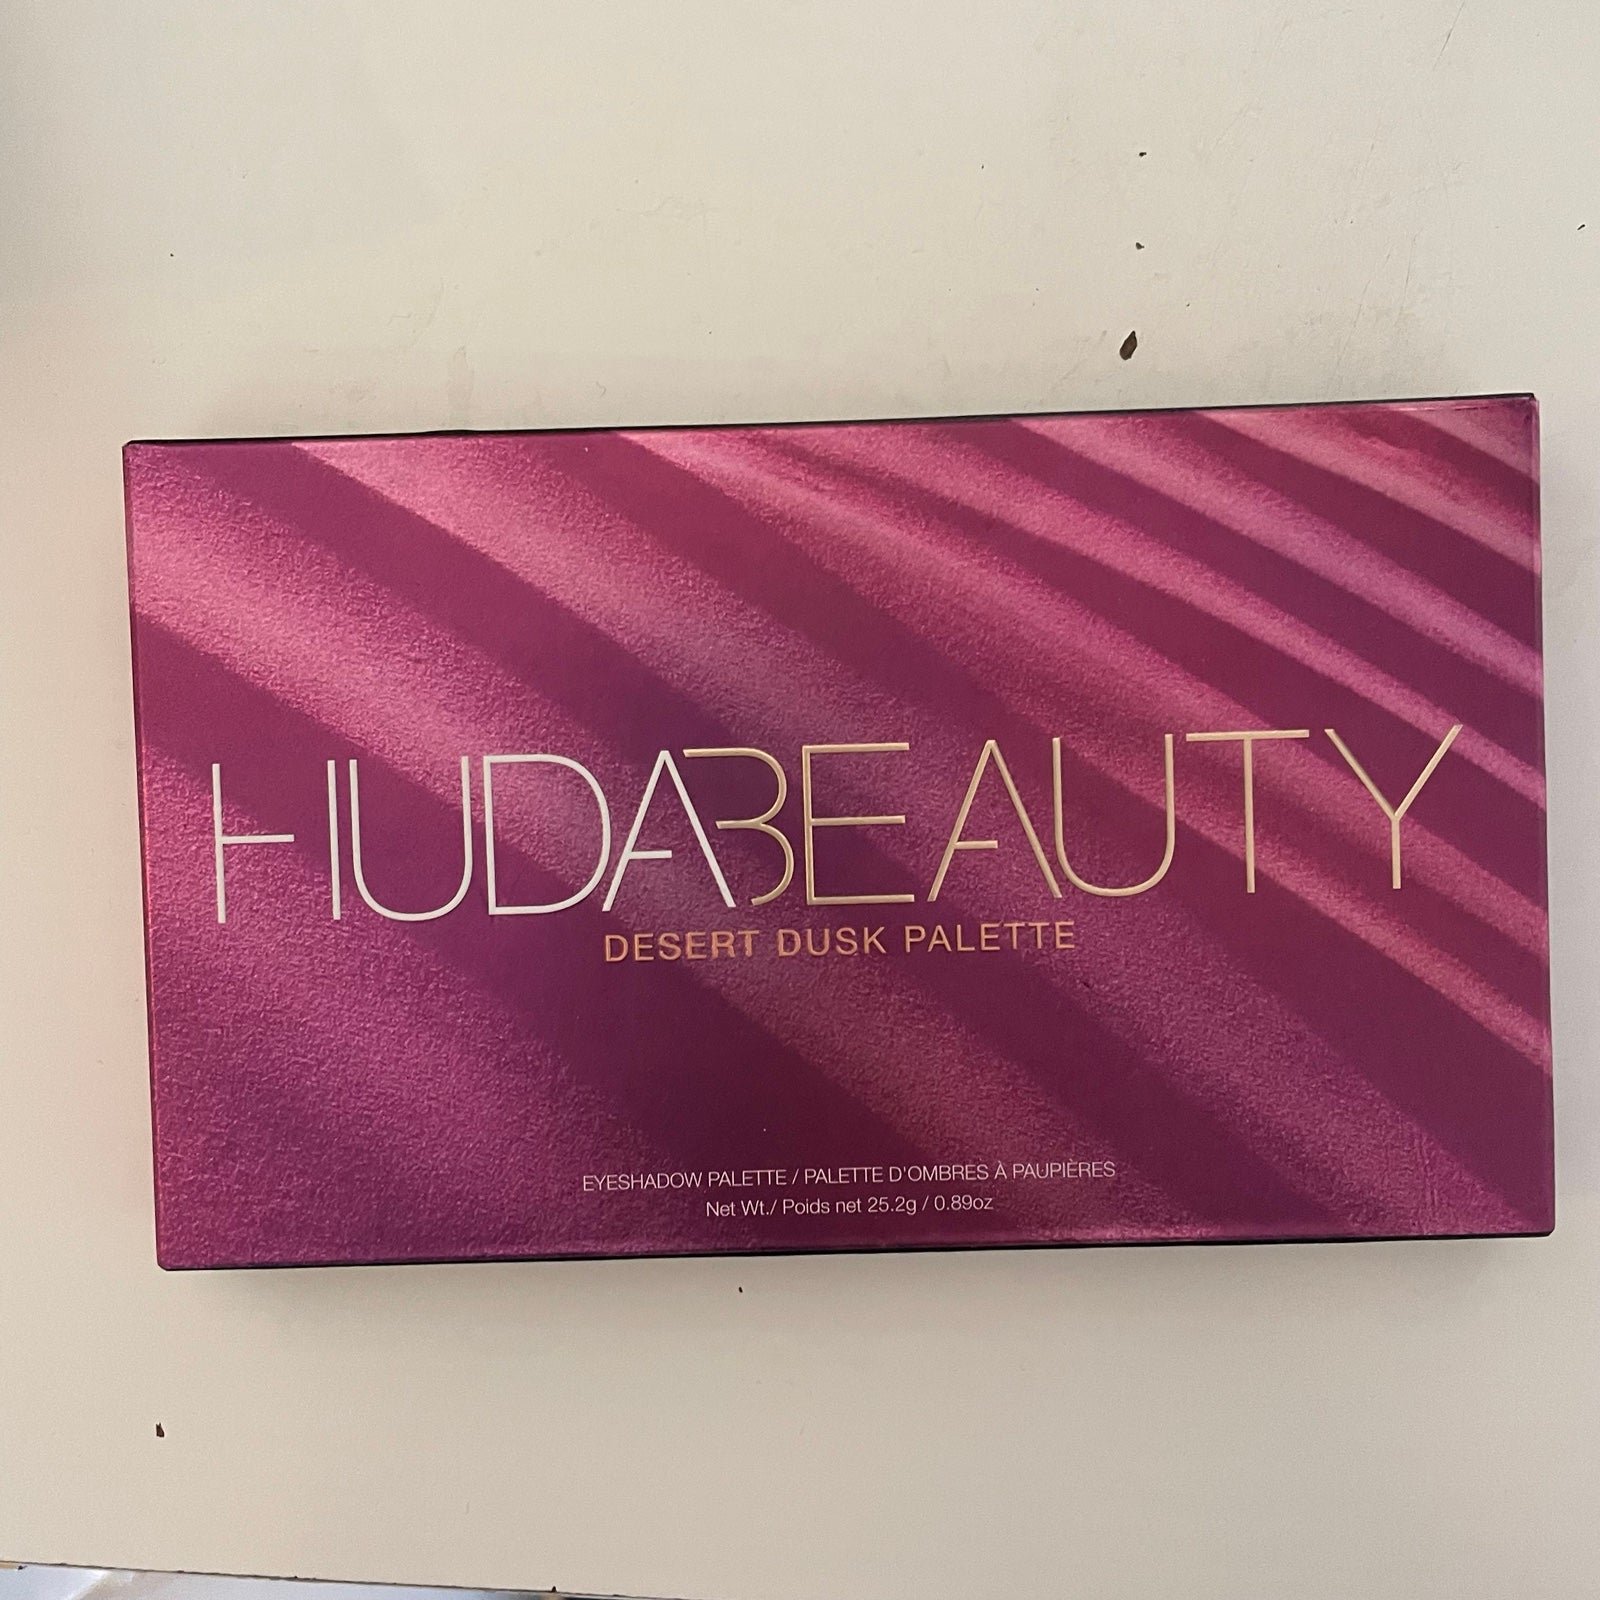 HUDABEAUTY
DESERT DUSK PALETTE
EYESHADOW PALETTE / PALETTE D'OMBRES À PAUPIÈRES
Net Wt./ Poids net 25.2g / 0.89oz